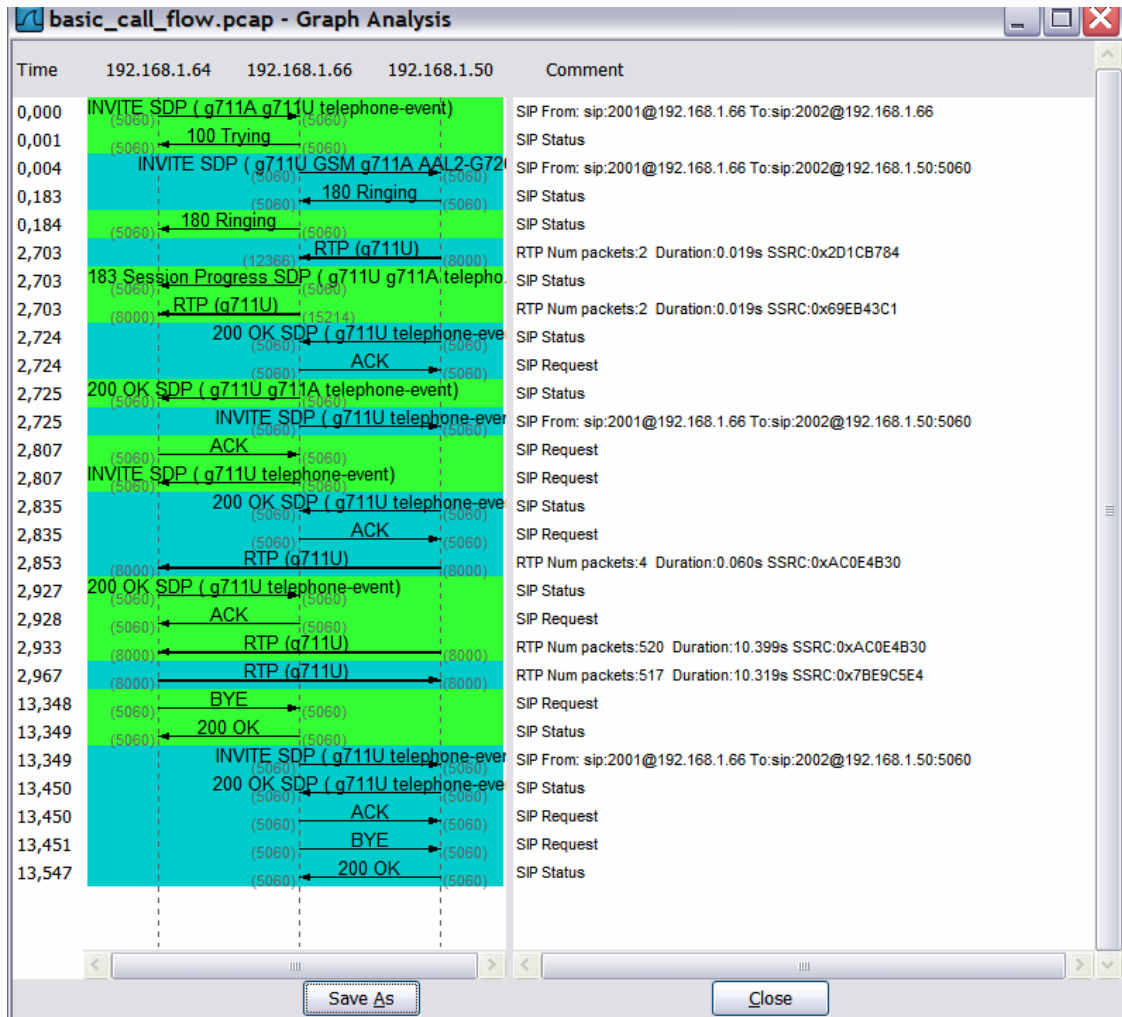 basic_call_flow.pcap - Graph Analysis
Time 192.168.1.64 192.168.1.66 192.168.1.50 Comment
0,000 INVITE SDP ( g711A g711U telephone-event) (5060) (5060) SIP From: sip:2001@192.168.1.66 To:sip:2002@192.168.1.66
0,001 100 Trying (5060) (5060) SIP Status
0,004 INVITE SDP ( g711U GSM g711A AAL2-G726 (5060) (5060) SIP From: sip:2001@192.168.1.66 To:sip:2002@192.168.1.50:5060
0,183 180 Ringing (5060) (5060) SIP Status
0,184 180 Ringing (5060) (5060) SIP Status
2,703 RTP (g711U) (12366) (8000) RTP Num packets:2 Duration:0.019s SSRC:0x2D1CB784
2,703 183 Session Progress SDP ( g711U g711A telepho. (5060) (5060) SIP Status
2,703 RTP (g711U) (8000) (15214) RTP Num packets:2 Duration:0.019s SSRC:0x69EB43C1
2,724 200 OK SDP ( g711U telephone-eve (5060) (5060) SIP Status
2,724 ACK (5060) (5060) SIP Request
2,725 200 OK SDP ( g711U g711A telephone-event) (5060) (5060) SIP Status
2,725 INVITE SDP ( g711U telephone-ever (5060) (5060) SIP From: sip:2001@192.168.1.66 To:sip:2002@192.168.1.50:5060
2,807 ACK (5060) (5060) SIP Request
2,807 INVITE SDP ( g711U telephone-event) (5060) (5060) SIP Request
2,835 200 OK SDP ( g711U telephone-eve (5060) (5060) SIP Status
2,835 ACK (5060) (5060) SIP Request
2,853 RTP (g711U) (8000) (8000) RTP Num packets:4 Duration:0.060s SSRC:0xAC0E4B30
2,927 200 OK SDP ( g711U telephone-event) (5060) (5060) SIP Status
2,928 ACK (5060) (5060) SIP Request
2,933 RTP (g711U) (8000) (8000) RTP Num packets:520 Duration:10.399s SSRC:0xAC0E4B30
2,967 RTP (g711U) (8000) (8000) RTP Num packets:517 Duration:10.319s SSRC:0x7BE9C5E4
13,348 BYE (5060) (5060) SIP Request
13,349 200 OK (5060) (5060) SIP Status
13,349 INVITE SDP ( g711U telephone-ever (5060) (5060) SIP From: sip:2001@192.168.1.66 To:sip:2002@192.168.1.50:5060
13,450 200 OK SDP ( g711U telephone-eve (5060) (5060) SIP Status
13,450 ACK (5060) (5060) SIP Request
13,451 BYE (5060) (5060) SIP Request
13,547 200 OK (5060) (5060) SIP Status
Save As Close